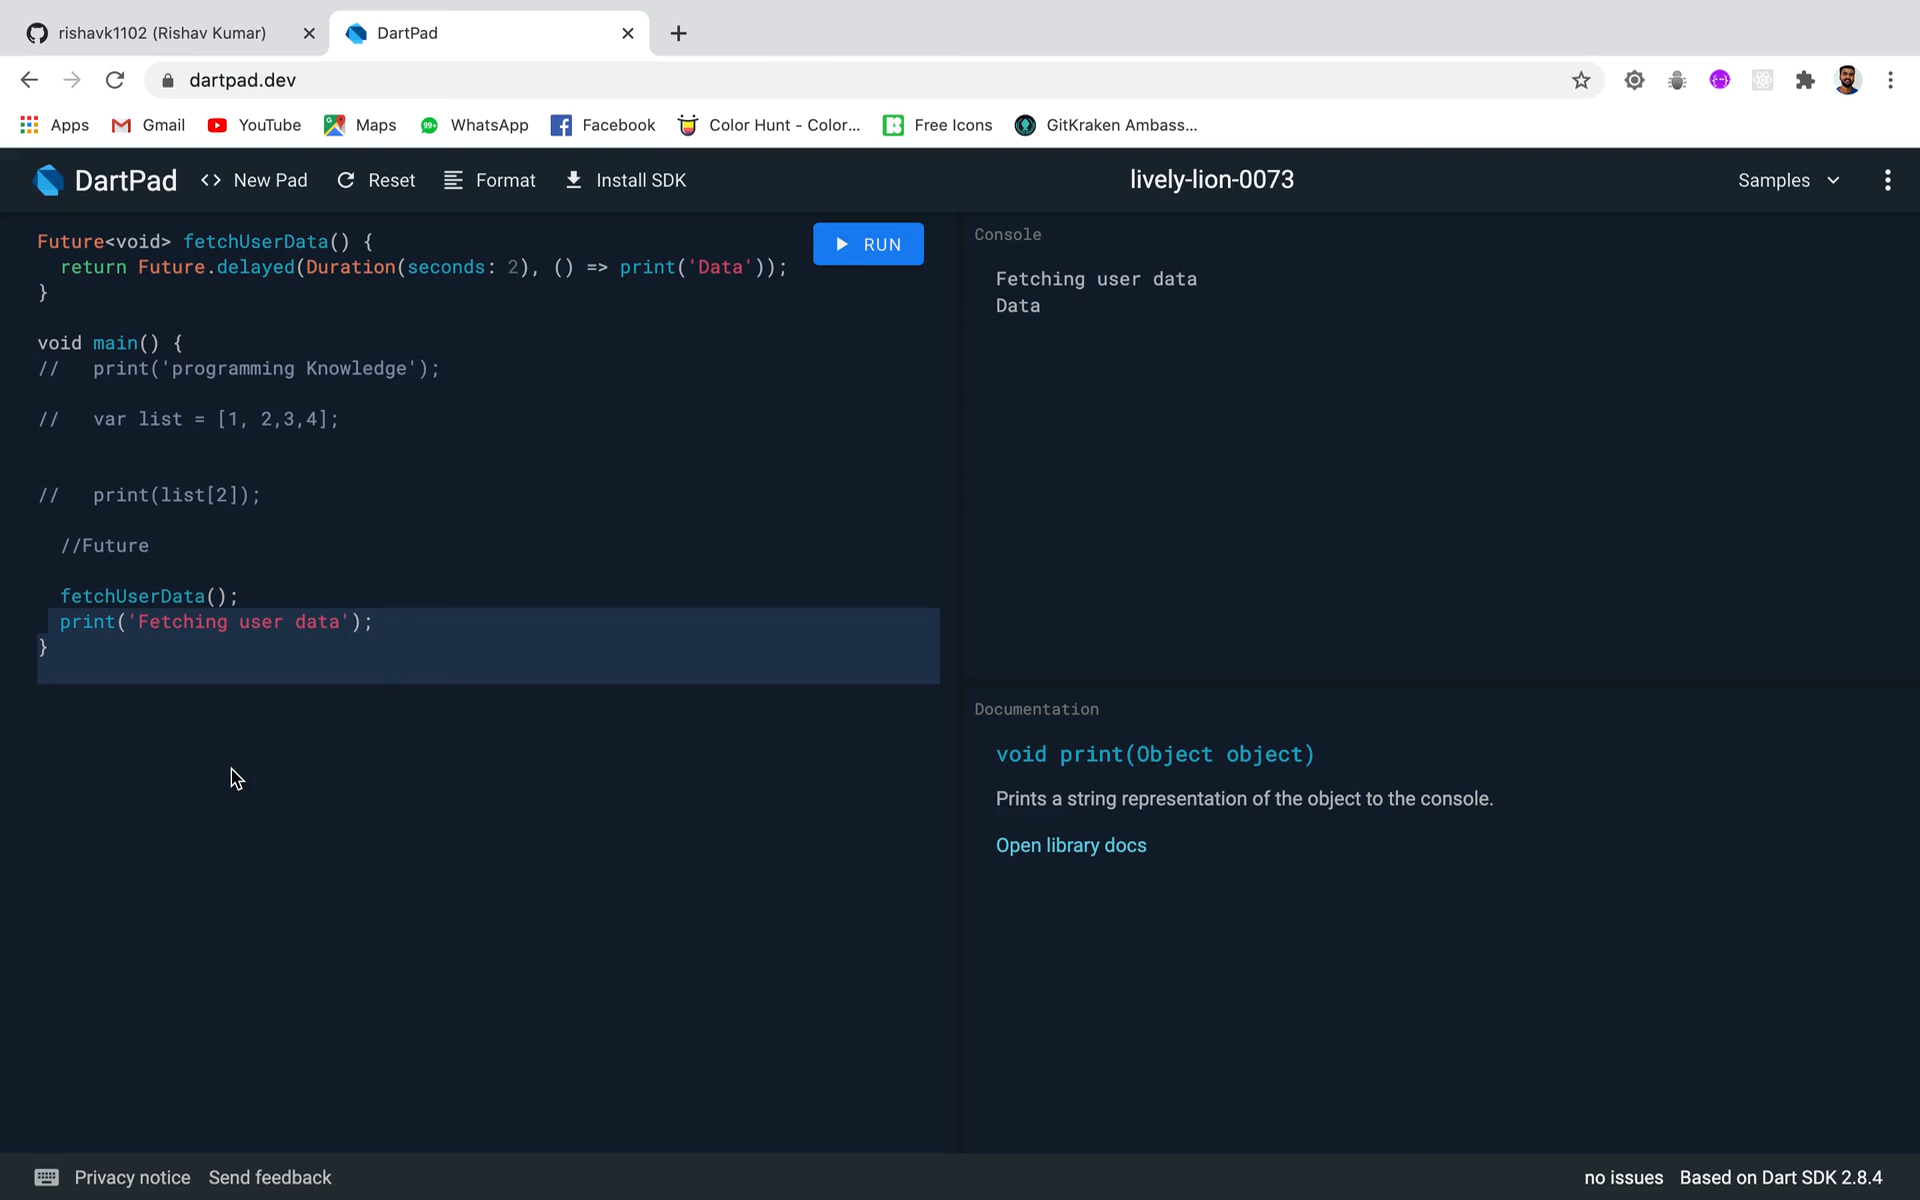 rishavk1102 (Rishav Kumar)
DartPad
dartpad.dev
Apps
Gmail
YouTube
Maps
99+
WhatsApp
Facebook
Color Hunt - Color...
Free Icons
GitKraken Ambass...
DartPad
New Pad
Reset
Format
Install SDK
lively-lion-0073
Samples
Future<void> fetchUserData() {
  return Future.delayed(Duration(seconds: 2), () => print('Data'));
}
void main() {
//   print('programming Knowledge');
//   var list = [1, 2,3,4];
//   print(list[2]);
  //Future
  fetchUserData();
  print('Fetching user data');
}
RUN
Console
Fetching user data
Data
Documentation
void print(Object object)
Prints a string representation of the object to the console.
Open library docs
Privacy notice
Send feedback
no issues
Based on Dart SDK 2.8.4